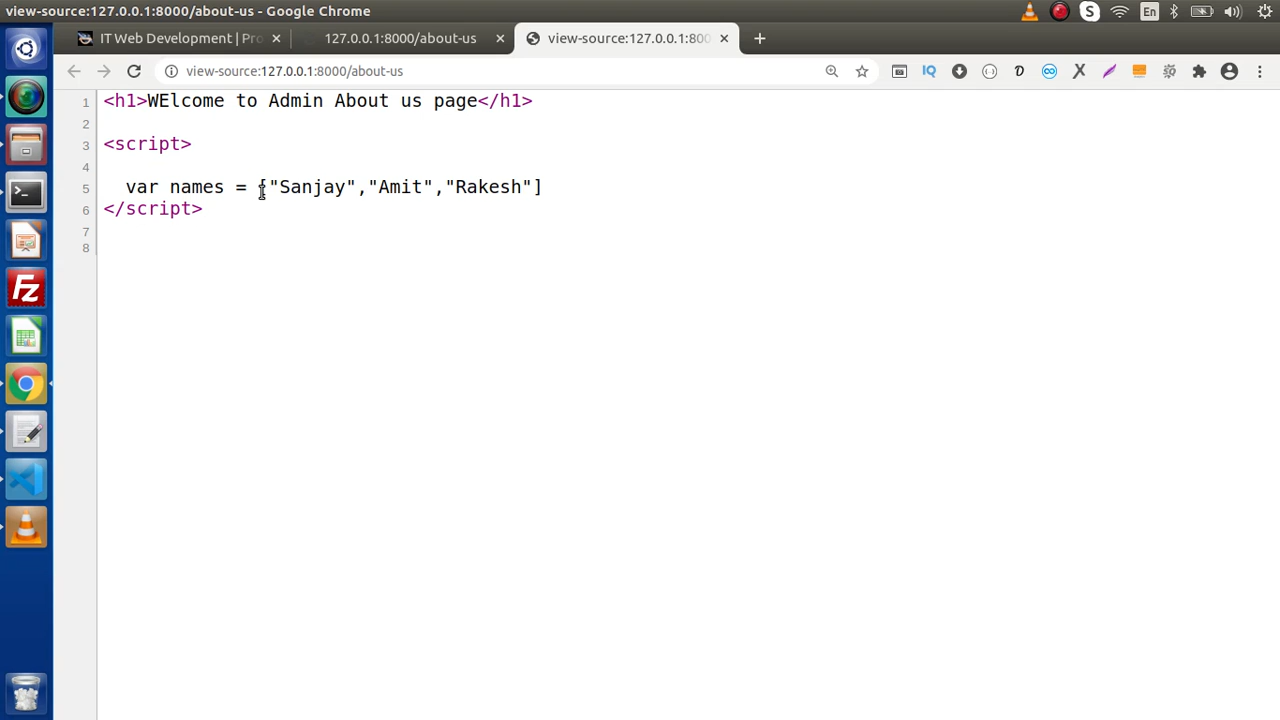 view-source:127.0.0.1:8000/about-us - Google Chrome
En
IT Web Development | Pro
127.0.0.1:8000/about-us
view-source:127.0.0.1:800
view-source:127.0.0.1:8000/about-us
1 <h1>WElcome to Admin About us page</h1>
2
3 <script>
4
5 var names = ["Sanjay","Amit","Rakesh"]
6 </script>
7
8